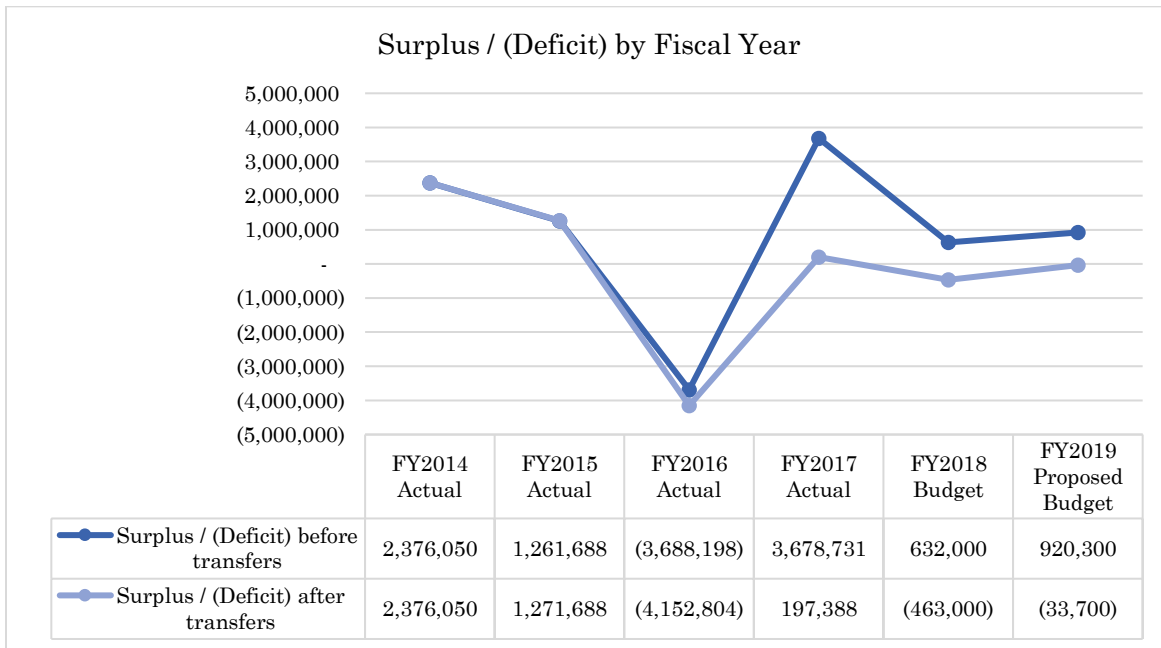 Surplus / (Deficit) by Fiscal Year
5,000,000
4,000,000
3,000,000
2,000,000
1,000,000
-
(1,000,000)
(2,000,000)
(3,000,000)
(4,000,000)
(5,000,000)
FY2014 Actual
FY2015 Actual
FY2016 Actual
FY2017 Actual
FY2018 Budget
FY2019 Proposed Budget
Surplus / (Deficit) before transfers
2,376,050 1,261,688 (3,688,198) 3,678,731 632,000 920,300
Surplus / (Deficit) after transfers
2,376,050 1,271,688 (4,152,804) 197,388 (463,000) (33,700)